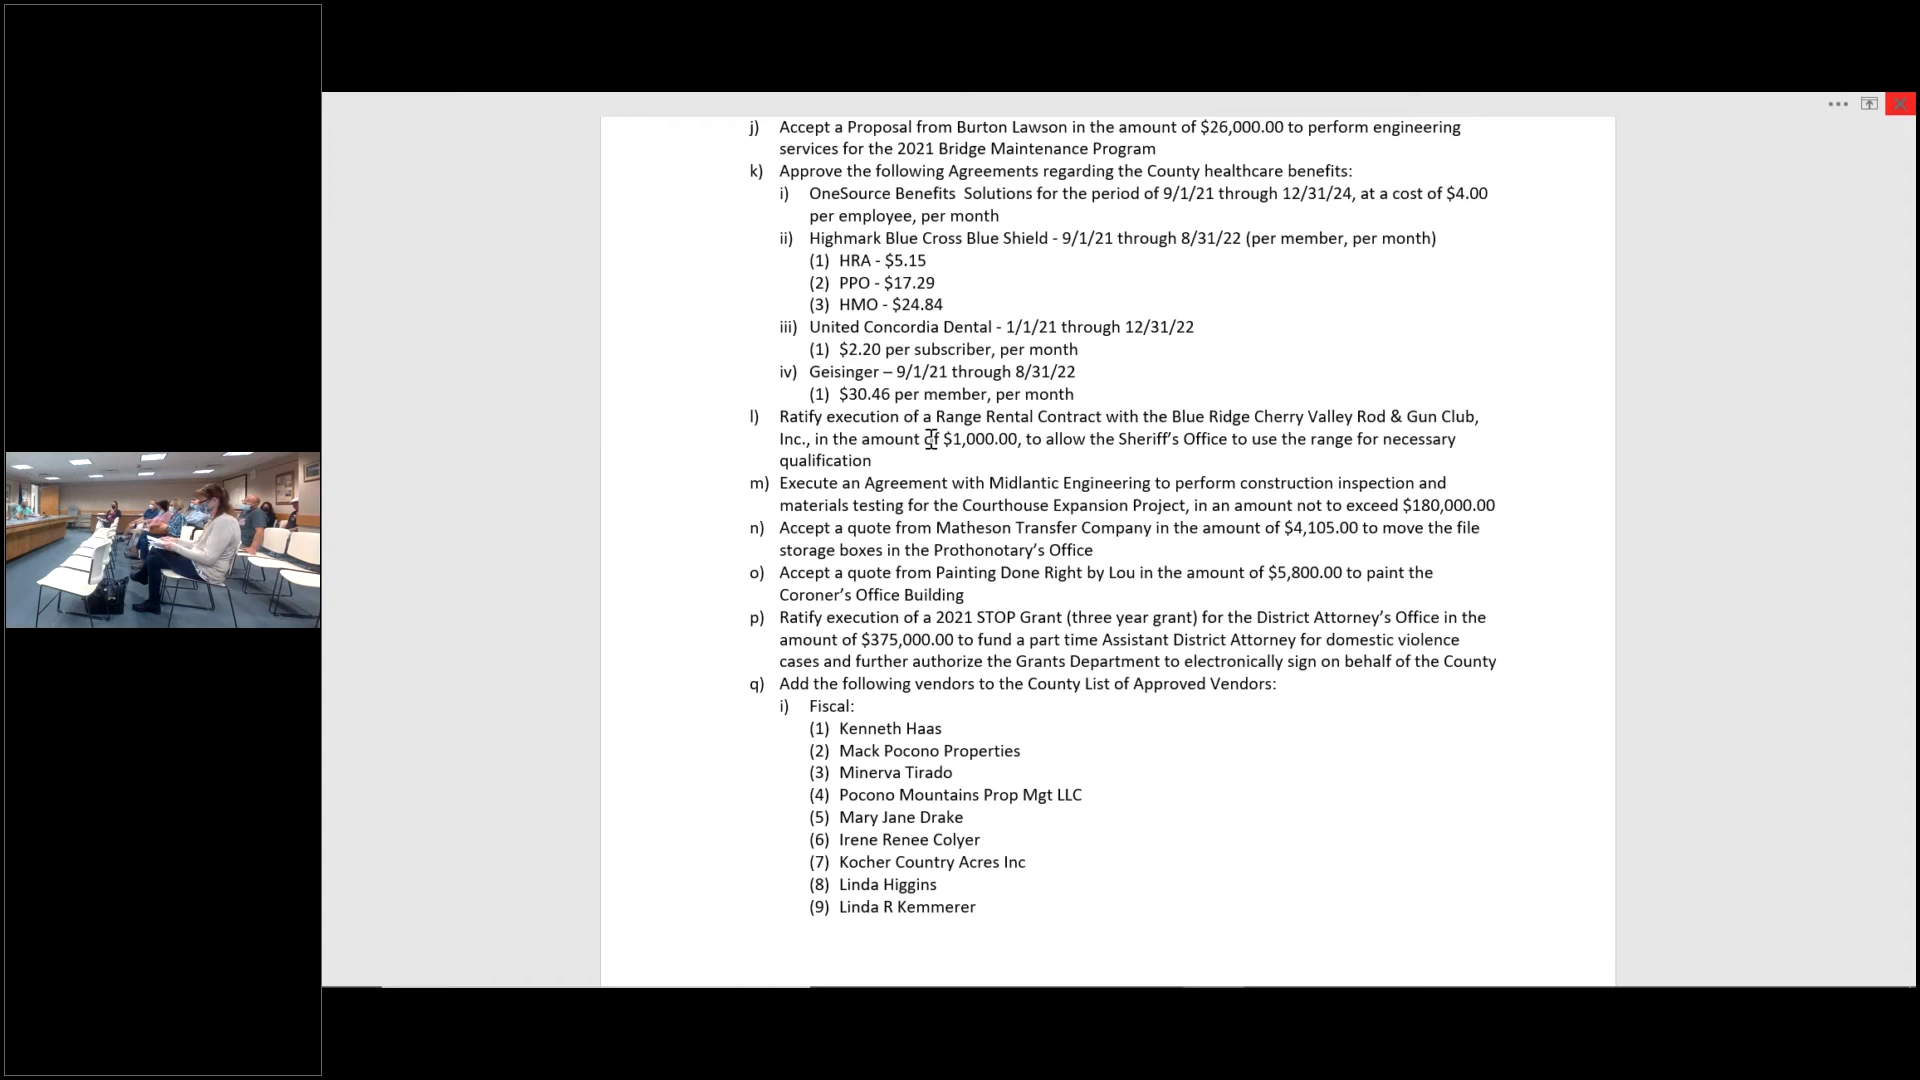 j) Accept a Proposal from Burton Lawson in the amount of $26,000.00 to perform engineering
services for the 2021 Bridge Maintenance Program
k) Approve the following Agreements regarding the County healthcare benefits:
i) OneSource Benefits  Solutions for the period of 9/1/21 through 12/31/24, at a cost of $4.00
per employee, per month
ii) Highmark Blue Cross Blue Shield - 9/1/21 through 8/31/22 (per member, per month)
(1) HRA - $5.15
(2) PPO - $17.29
(3) HMO - $24.84
iii) United Concordia Dental - 1/1/21 through 12/31/22
(1) $2.20 per subscriber, per month
iv) Geisinger – 9/1/21 through 8/31/22
(1) $30.46 per member, per month
l) Ratify execution of a Range Rental Contract with the Blue Ridge Cherry Valley Rod & Gun Club,
Inc., in the amount of $1,000.00, to allow the Sheriff’s Office to use the range for necessary
qualification
m) Execute an Agreement with Midlantic Engineering to perform construction inspection and
materials testing for the Courthouse Expansion Project, in an amount not to exceed $180,000.00
n) Accept a quote from Matheson Transfer Company in the amount of $4,105.00 to move the file
storage boxes in the Prothonotary’s Office
o) Accept a quote from Painting Done Right by Lou in the amount of $5,800.00 to paint the
Coroner’s Office Building
p) Ratify execution of a 2021 STOP Grant (three year grant) for the District Attorney’s Office in the
amount of $375,000.00 to fund a part time Assistant District Attorney for domestic violence
cases and further authorize the Grants Department to electronically sign on behalf of the County
q) Add the following vendors to the County List of Approved Vendors:
i) Fiscal:
(1) Kenneth Haas
(2) Mack Pocono Properties
(3) Minerva Tirado
(4) Pocono Mountains Prop Mgt LLC
(5) Mary Jane Drake
(6) Irene Renee Colyer
(7) Kocher Country Acres Inc
(8) Linda Higgins
(9) Linda R Kemmerer